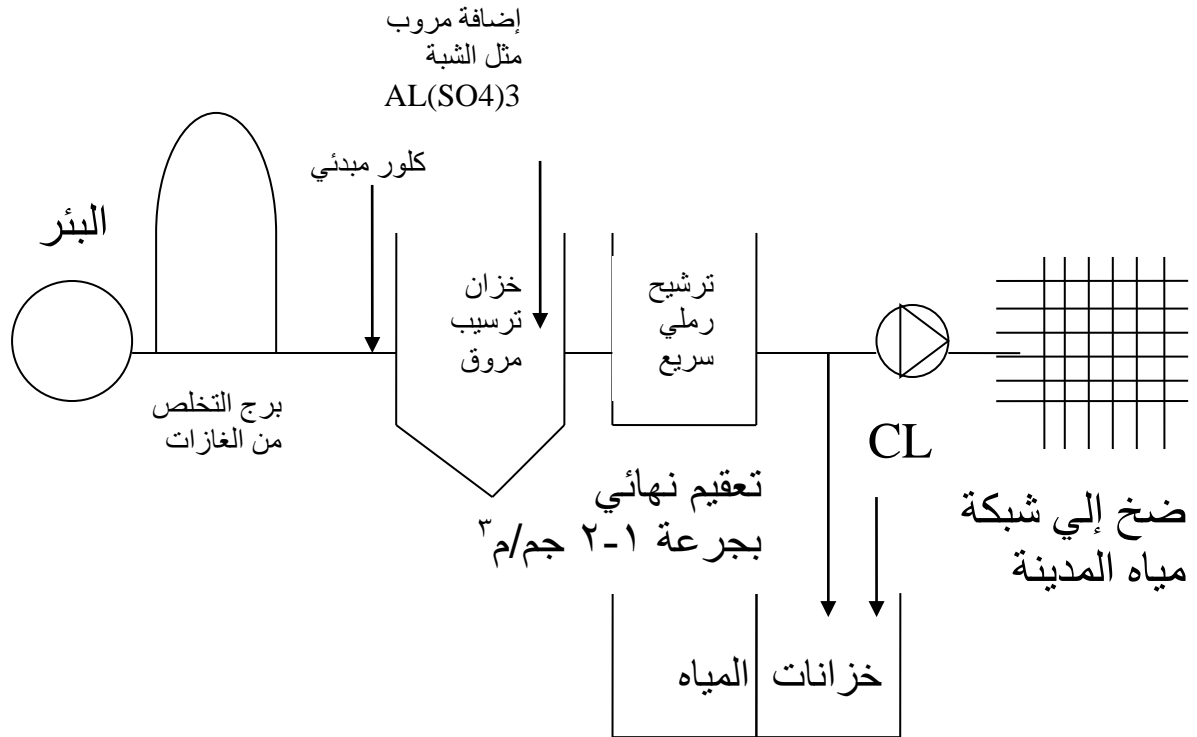 إضافة مروب
مثل الشبة
AL(SO4)3
كلور مبدئي
البئر
خزان
ترسيب
مروق
ترشيح
رملي
سريع
برج التخلص
من الغازات
CL
تعقيم نهائي
بجرعة ١-٢ جم/م٣
ضخ إلي شبكة
مياه المدينة
خزانات المياه